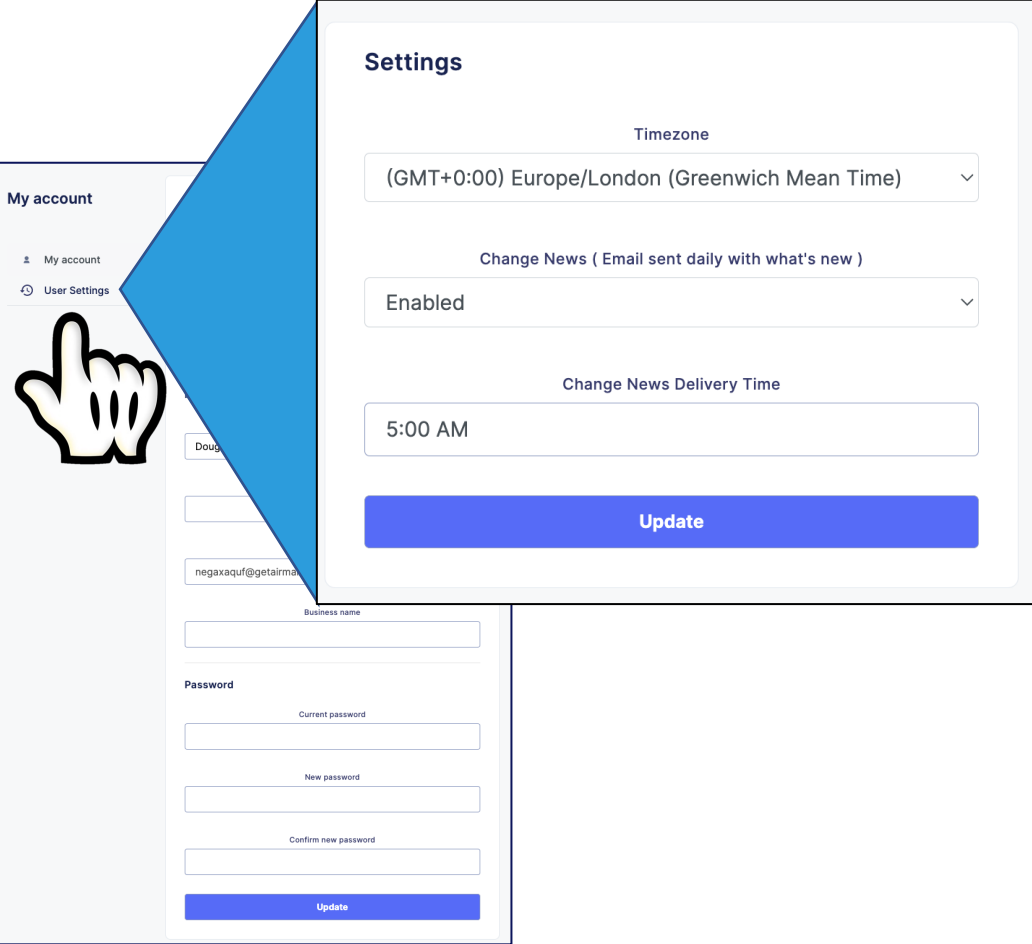 Settings
Timezone
(GMT+0:00) Europe/London (Greenwich Mean Time)
Change News ( Email sent daily with what's new )
Enabled
Change News Delivery Time
5:00 AM
Update
My account
My account
User Settings
Doug
negaxaquf@getairma
Business name
Password
Current password
New password
Confirm new password
Update